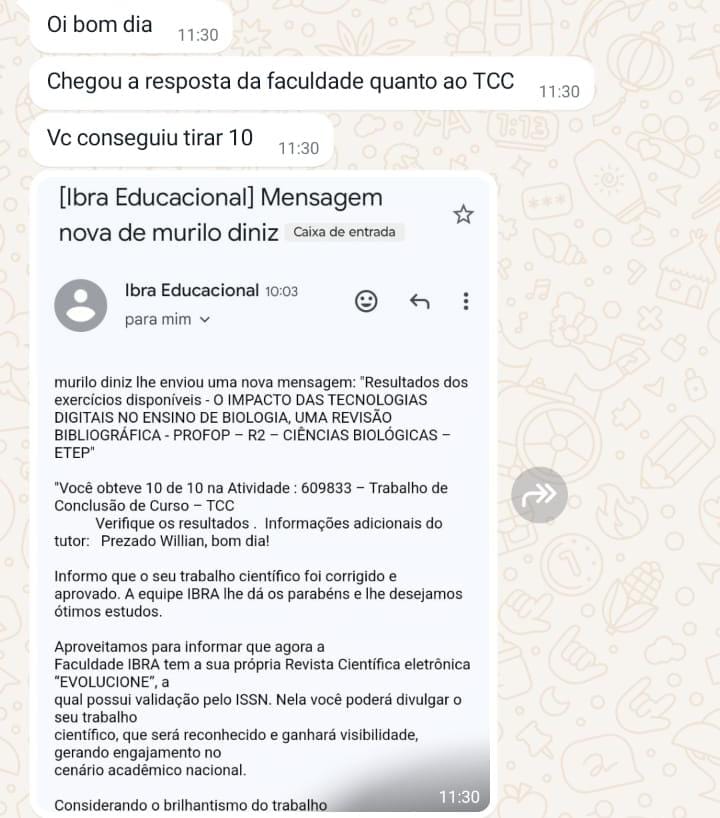 Oi bom dia 11:30
Chegou a resposta da faculdade quanto ao TCC 11:30
Vc conseguiu tirar 10 11:30
[Ibra Educacional] Mensagem
nova de murilo diniz Caixa de entrada
Ibra Educacional 10:03
para mim
murilo diniz lhe enviou uma nova mensagem: "Resultados dos
exercícios disponíveis - O IMPACTO DAS TECNOLOGIAS
DIGITAIS NO ENSINO DE BIOLOGIA, UMA REVISÃO
BIBLIOGRÁFICA - PROFOP – R2 – CIÊNCIAS BIOLÓGICAS –
ETEP"
"Você obteve 10 de 10 na Atividade : 609833 – Trabalho de
Conclusão de Curso – TCC
Verifique os resultados . Informações adicionais do
tutor: Prezado Willian, bom dia!
Informo que o seu trabalho científico foi corrigido e
aprovado. A equipe IBRA lhe dá os parabéns e lhe desejamos
ótimos estudos.
Aproveitamos para informar que agora a
Faculdade IBRA tem a sua própria Revista Científica eletrônica
"EVOLUCIONE", a
qual possui validação pelo ISSN. Nela você poderá divulgar o
seu trabalho
científico, que será reconhecido e ganhará visibilidade,
gerando engajamento no
cenário acadêmico nacional.
Considerando o brilhantismo do trabalho
11:30